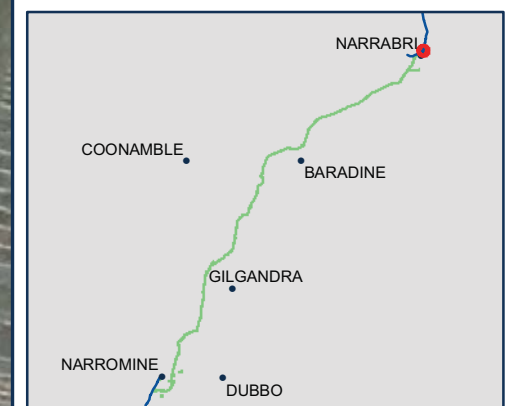 NARRABRI
COONAMBLE
BARADINE
GILGANDRA
NARROMINE
DUBBO